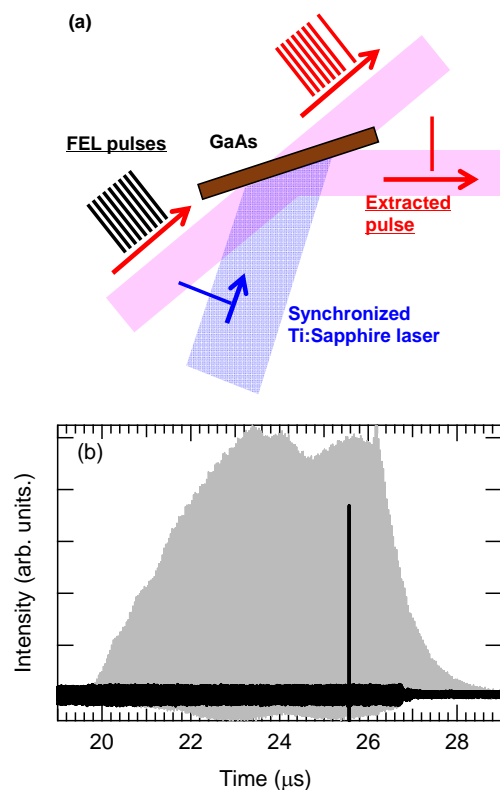 (a)
FEL pulses
GaAs
Extracted
pulse
Synchronized
Ti:Sapphire laser
(b)
Intensity (arb. units.)
20
22
24
26
28
Time (μs)